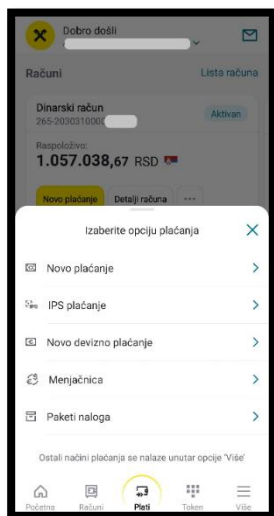 Dobro došli
Računi
Lista računa
Dinarski račun
265-203031000
Aktivan
Raspoloživo:
1.057.038,67 RSD
Novo plaćanje
Detalji računa
Izaberite opciju plaćanja
Novo plaćanje
IPS plaćanje
Novo devizno plaćanje
Menjačnica
Paketi naloga
Ostali načini plaćanja se nalaze unutar opcije 'Više'
Početna
Računi
Plati
Token
Više